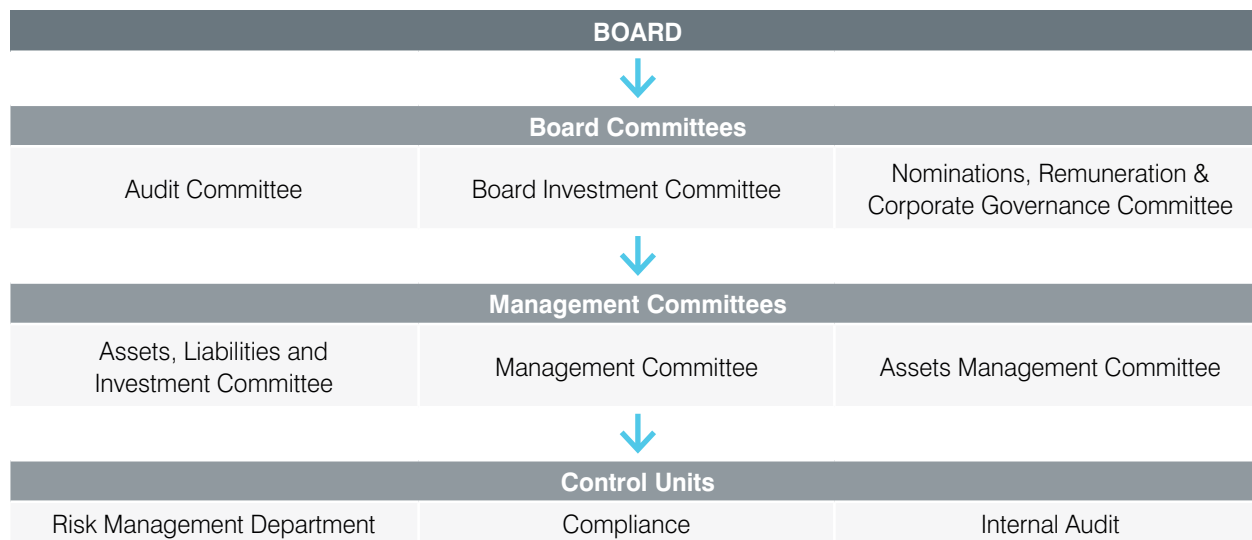 BOARD
Board Committees
Audit Committee
Board Investment Committee
Nominations, Remuneration &
Corporate Governance Committee
Management Committees
Assets, Liabilities and
Investment Committee
Management Committee
Assets Management Committee
Control Units
Risk Management Department
Compliance
Internal Audit